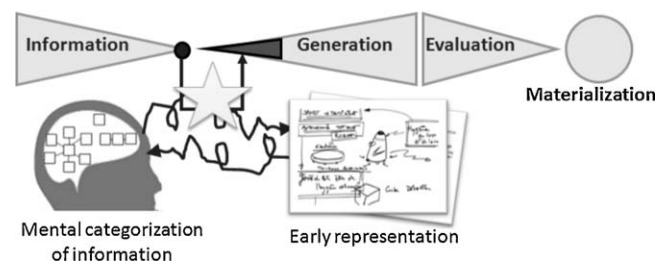 Information
Generation
Evaluation
Materialization
Mental categorization
of information
Early representation